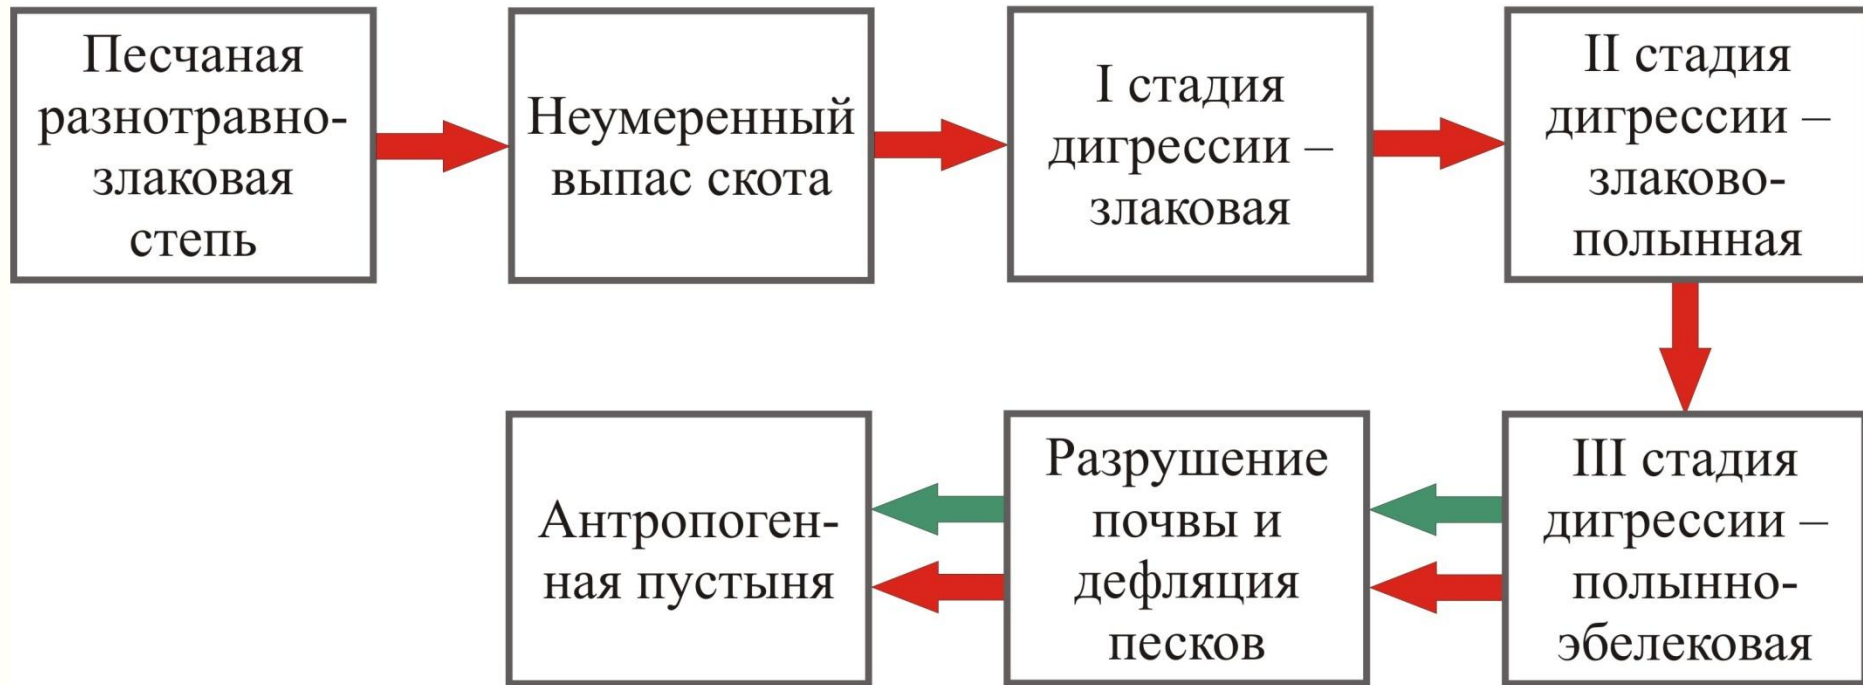 Песчаная
разнотравно-
злаковая
степь
Неумеренный
выпас скота
I стадия
дигрессии –
злаковая
II стадия
дигрессии –
злаково-
полынная
III стадия
дигрессии –
полынно-
эбелековая
Разрушение
почвы и
дефляция
песков
Антропоген-
ная пустыня